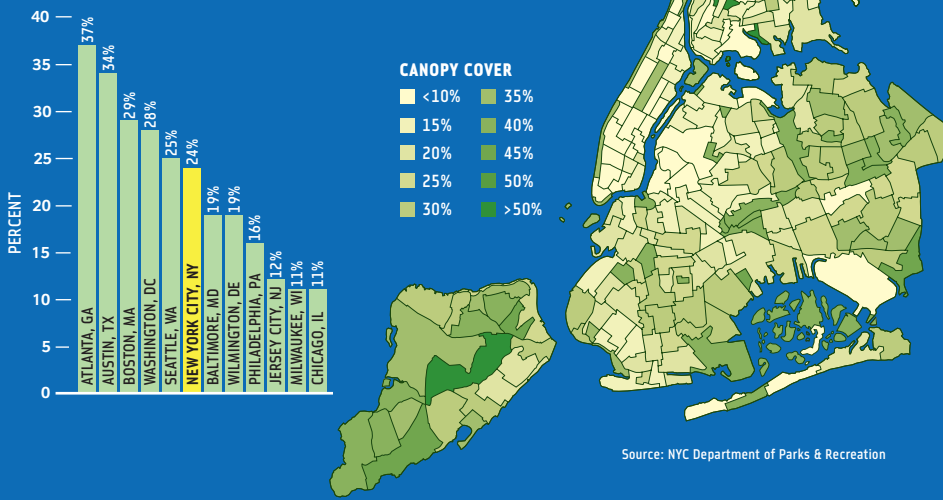 PERCENT
40
35
30
25
20
15
10
5
0
37%
34%
29%
28%
25%
24%
19%
19%
16%
12%
11%
11%
ATLANTA, GA
AUSTIN, TX
BOSTON, MA
WASHINGTON, DC
SEATTLE, WA
NEW YORK CITY, NY
BALTIMORE, MD
WILMINGTON, DE
PHILADELPHIA, PA
JERSEY CITY, NJ
MILWAUKEE, WI
CHICAGO, IL
CANOPY COVER
<10% 35%
15% 40%
20% 45%
25% 50%
30% >50%
Source: NYC Department of Parks & Recreation